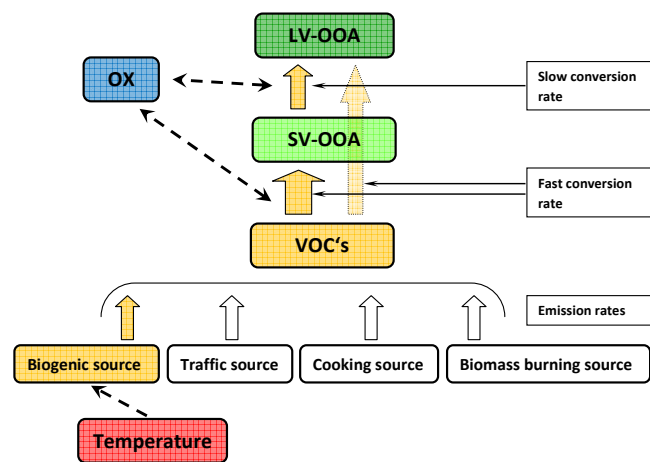 LV-OOA
OX
Slow conversion
rate
SV-OOA
Fast conversion
rate
VOC‘s
Emission rates
Biogenic source
Traffic source
Cooking source
Biomass burning source
Temperature